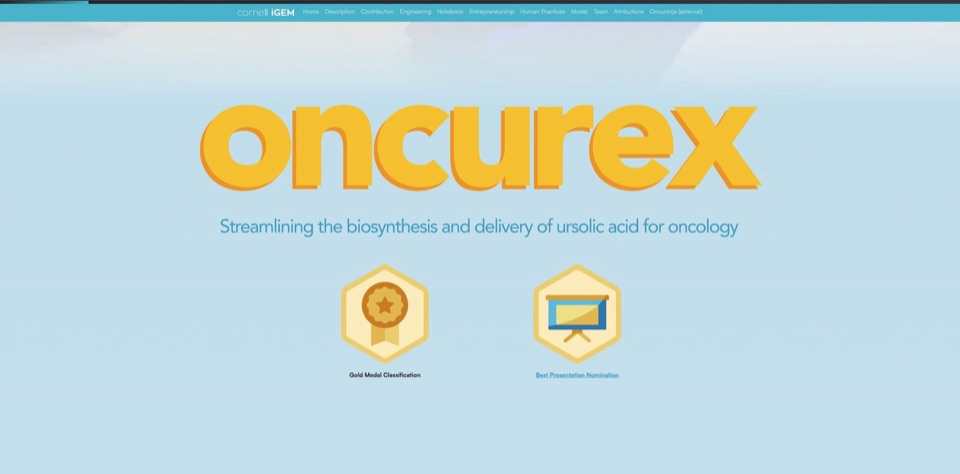 cornell iGEM Home Description Contribution Engineering Notebook Entrepreneurship Human Practices Model Team Attributions Oncurninja (external)
oncurex
Streamlining the biosynthesis and delivery of ursolic acid for oncology
Gold Medal Classification
Best Presentation Nomination